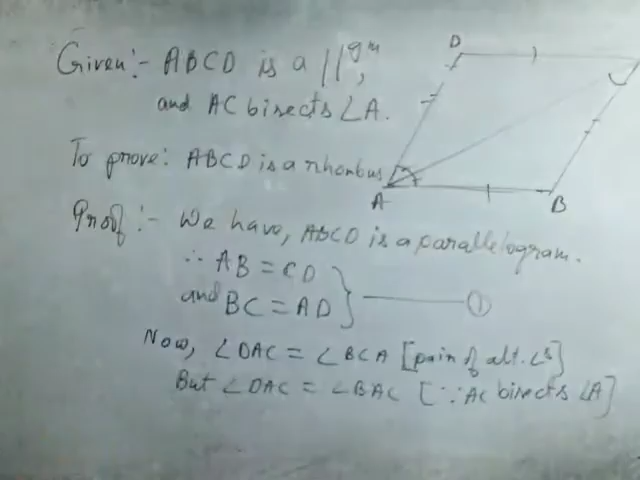 Given:- ABCD is a ||gm,
and AC bisects ∠A.
To prove: ABCD is a rhombus
Proof:- We have, ABCD is a parallelogram.
∴ AB = CD
and BC = AD } ——— ①
Now, ∠DAC = ∠BCA [pair of alt. ∠s]
But ∠DAC = ∠BAC [∵ AC bisects ∠A]
D
A
B